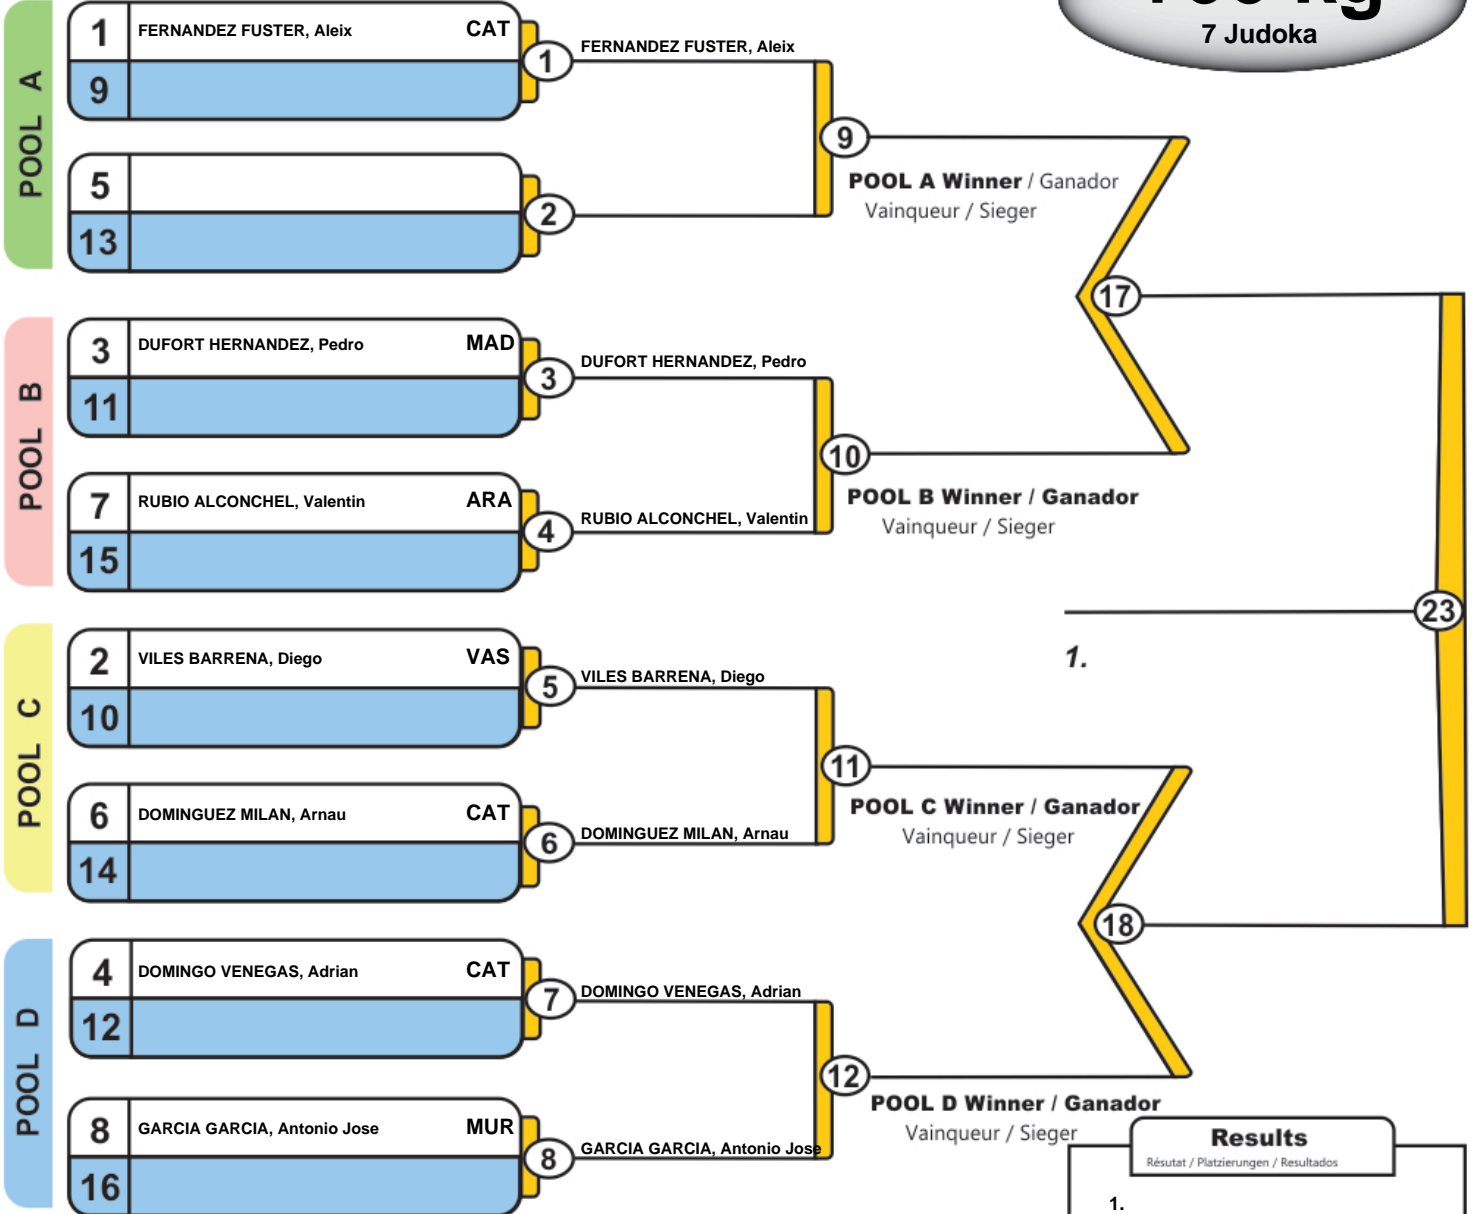 7 Judoka
POOL A
1 FERNANDEZ FUSTER, Aleix CAT
9
1
FERNANDEZ FUSTER, Aleix
5
13
2
9
POOL A Winner / Ganador
Vainqueur / Sieger
17
POOL B
3 DUFORT HERNANDEZ, Pedro MAD
11
3
DUFORT HERNANDEZ, Pedro
7 RUBIO ALCONCHEL, Valentin ARA
15
4
RUBIO ALCONCHEL, Valentin
10
POOL B Winner / Ganador
Vainqueur / Sieger
23
1.
POOL C
2 VILES BARRENA, Diego VAS
10
5
VILES BARRENA, Diego
6 DOMINGUEZ MILAN, Arnau CAT
14
6
DOMINGUEZ MILAN, Arnau
11
POOL C Winner / Ganador
Vainqueur / Sieger
18
POOL D
4 DOMINGO VENEGAS, Adrian CAT
12
7
DOMINGO VENEGAS, Adrian
8 GARCIA GARCIA, Antonio Jose MUR
16
8
GARCIA GARCIA, Antonio Jose
12
POOL D Winner / Ganador
Vainqueur / Sieger
Results
Résutat / Platzierungen / Resultados
1.